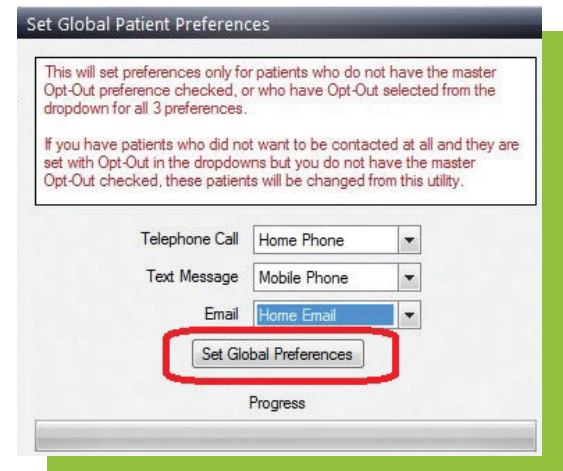 Set Global Patient Preferences
This will set preferences only for patients who do not have the master
Opt-Out preference checked, or who have Opt-Out selected from the
dropdown for all 3 preferences.
If you have patients who did not want to be contacted at all and they are
set with Opt-Out in the dropdowns but you do not have the master
Opt-Out checked, these patients will be changed from this utility.
Telephone Call Home Phone
Text Message Mobile Phone
Email Home Email
Set Global Preferences
Progress